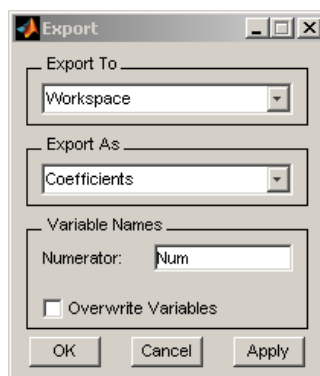 Export
Export To
Workspace
Export As
Coefficients
Variable Names
Numerator: Num
Overwrite Variables
OK Cancel Apply